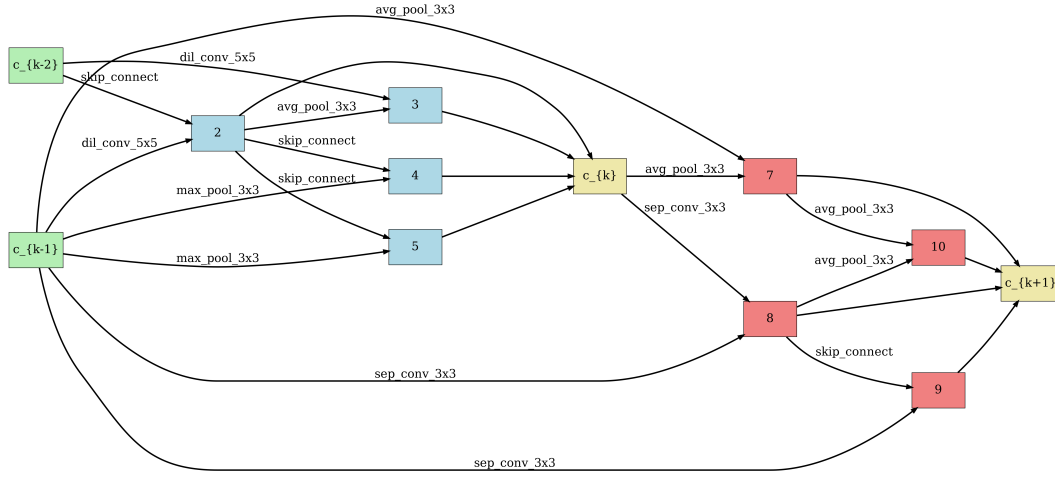 avg_pool_3x3
dil_conv_5x5
c_{k-2}
skip_connect
avg_pool_3x3
3
2
dil_conv_5x5
skip_connect
avg_pool_3x3
c_{k}
4
7
skip_connect
max_pool_3x3
sep_conv_3x3
avg_pool_3x3
c_{k-1}
5
10
max_pool_3x3
avg_pool_3x3
c_{k+1}
8
skip_connect
sep_conv_3x3
9
sep_conv_3x3